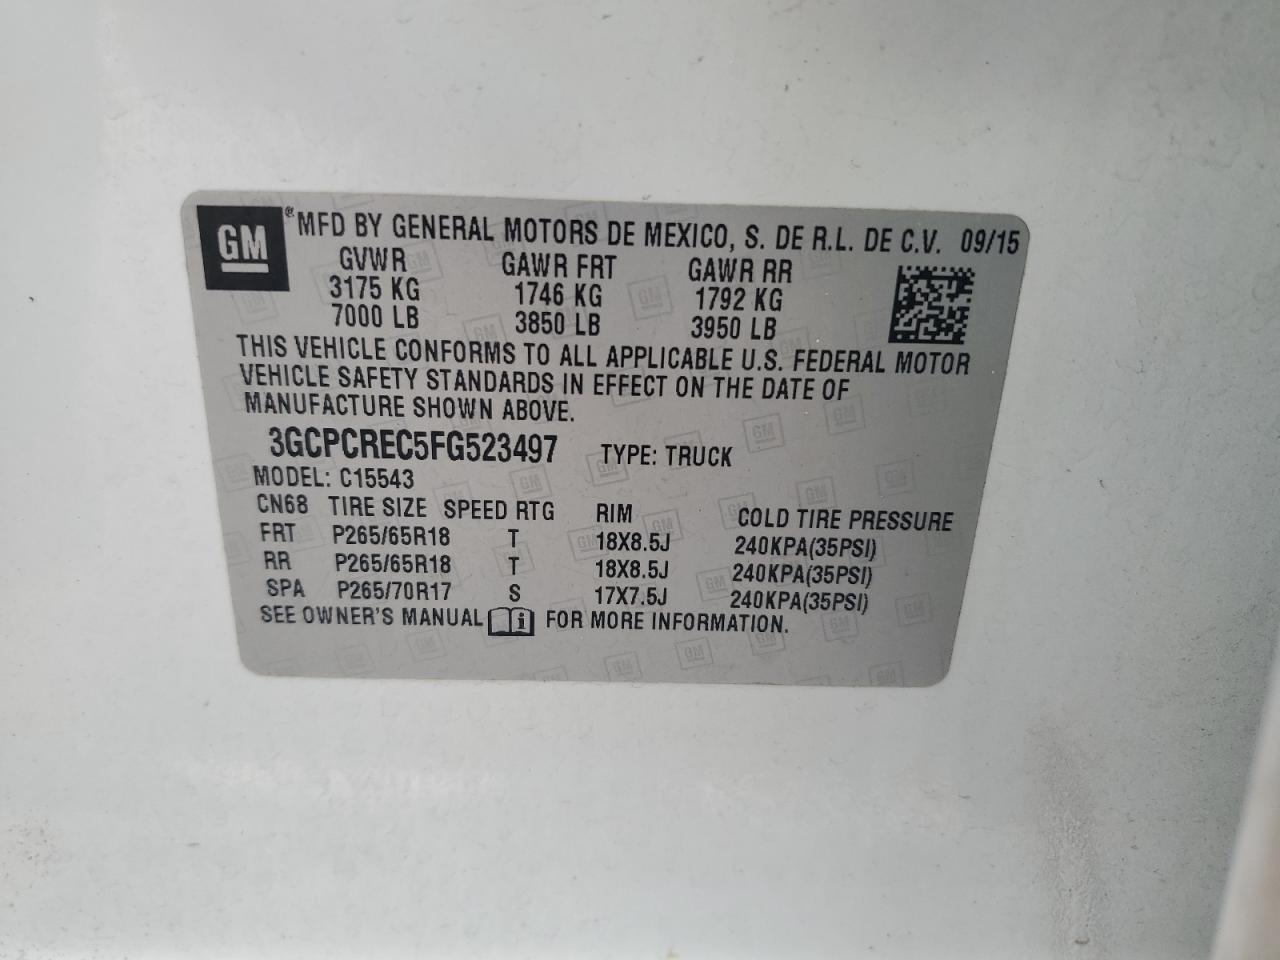 GM ® MFD BY GENERAL MOTORS DE MEXICO, S. DE R.L. DE C.V. 09/15
GVWR GAWR FRT GAWR RR
3175 KG 1746 KG 1792 KG
7000 LB 3850 LB 3950 LB
THIS VEHICLE CONFORMS TO ALL APPLICABLE U.S. FEDERAL MOTOR
VEHICLE SAFETY STANDARDS IN EFFECT ON THE DATE OF
MANUFACTURE SHOWN ABOVE.
3GCPCREC5FG523497 TYPE: TRUCK
MODEL: C15543
CN68 TIRE SIZE SPEED RTG RIM COLD TIRE PRESSURE
FRT P265/65R18 T 18X8.5J 240KPA(35PSI)
RR P265/65R18 T 18X8.5J 240KPA(35PSI)
SPA P265/70R17 S 17X7.5J 240KPA(35PSI)
SEE OWNER'S MANUAL i FOR MORE INFORMATION.